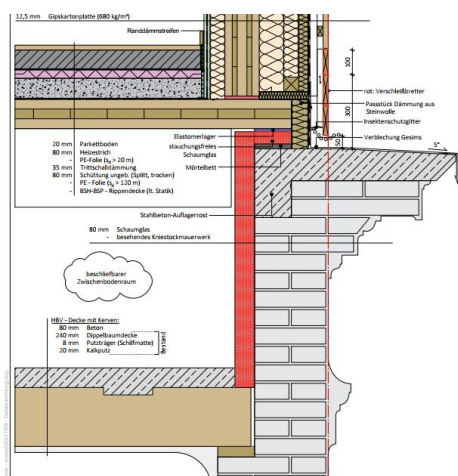 12,5 mm Gipskartonplatte (680 kg/m³)
Randdämmstreifen
300
rot: Verschleißbretter
Passstück Dämmung aus
Steinwolle
300
Insektenschutzgitter
Elastomerlager
stauchungsfreies
Schaumglas
Mörtelbett
50
Verblechung Gesims
5°
20 mm Parkettboden
80 mm Heizestrich
- PE-Folie (sd > 20 m)
35 mm Trittschalldämmung
80 mm Schüttung ungeb. (Splitt, trocken)
- PE - Folie (sd > 120 m)
- BSH-BSP - Rippendecke (lt. Statik)
Stahlbeton-Auflagerrost
80 mm Schaumglas
- besehendes Kniestockmauerwerk
beschliefbarer
Zwischenbodenraum
HBV - Decke mit Kerven:
80 mm Beton
240 mm Dippelbaumdecke
8 mm Putzträger (Schilfmatte)
20 mm Kalkputz
Bestand